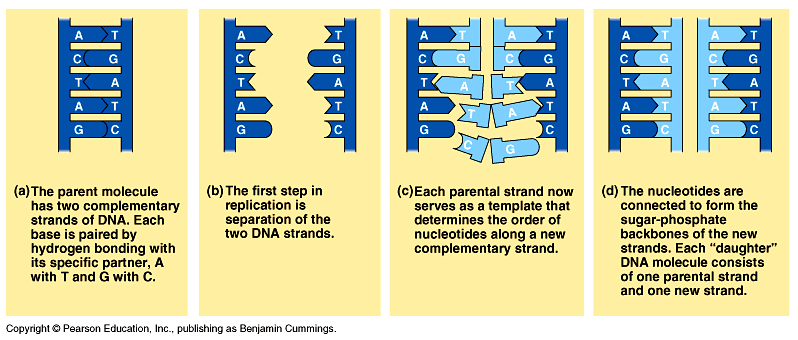 A T
C G
T A
A T
G C
A T
C G
T A
A T
G C
A T A T
C G C G
T A T A
A T A T
G C G C
A T A T
C G C G
T A T A
A T A T
G C G C
(a) The parent molecule
has two complementary
strands of DNA. Each
base is paired by
hydrogen bonding with
its specific partner, A
with T and G with C.
(b) The first step in
replication is
separation of the
two DNA strands.
(c) Each parental strand now
serves as a template that
determines the order of
nucleotides along a new
complementary strand.
(d) The nucleotides are
connected to form the
sugar-phosphate
backbones of the new
strands. Each “daughter”
DNA molecule consists
of one parental strand
and one new strand.
Copyright © Pearson Education, Inc., publishing as Benjamin Cummings.